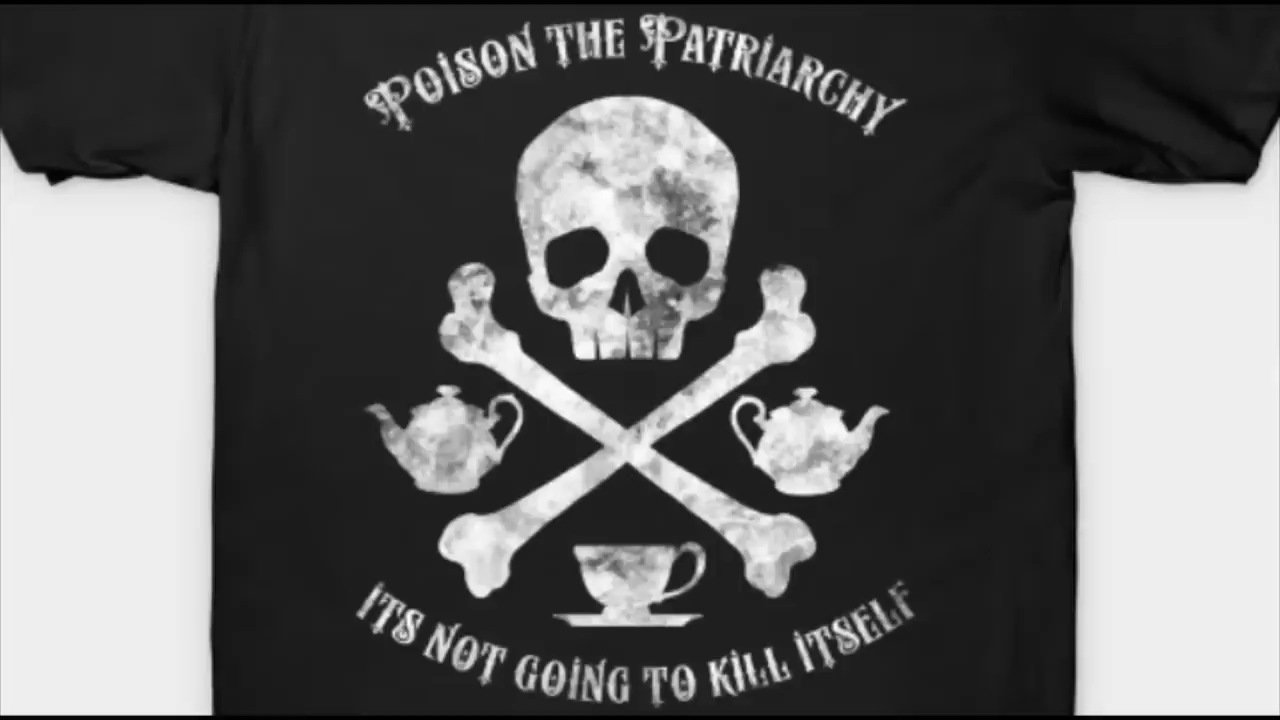 POISON THE PATRIARCHY
ITS NOT GOING TO KILL ITSELF